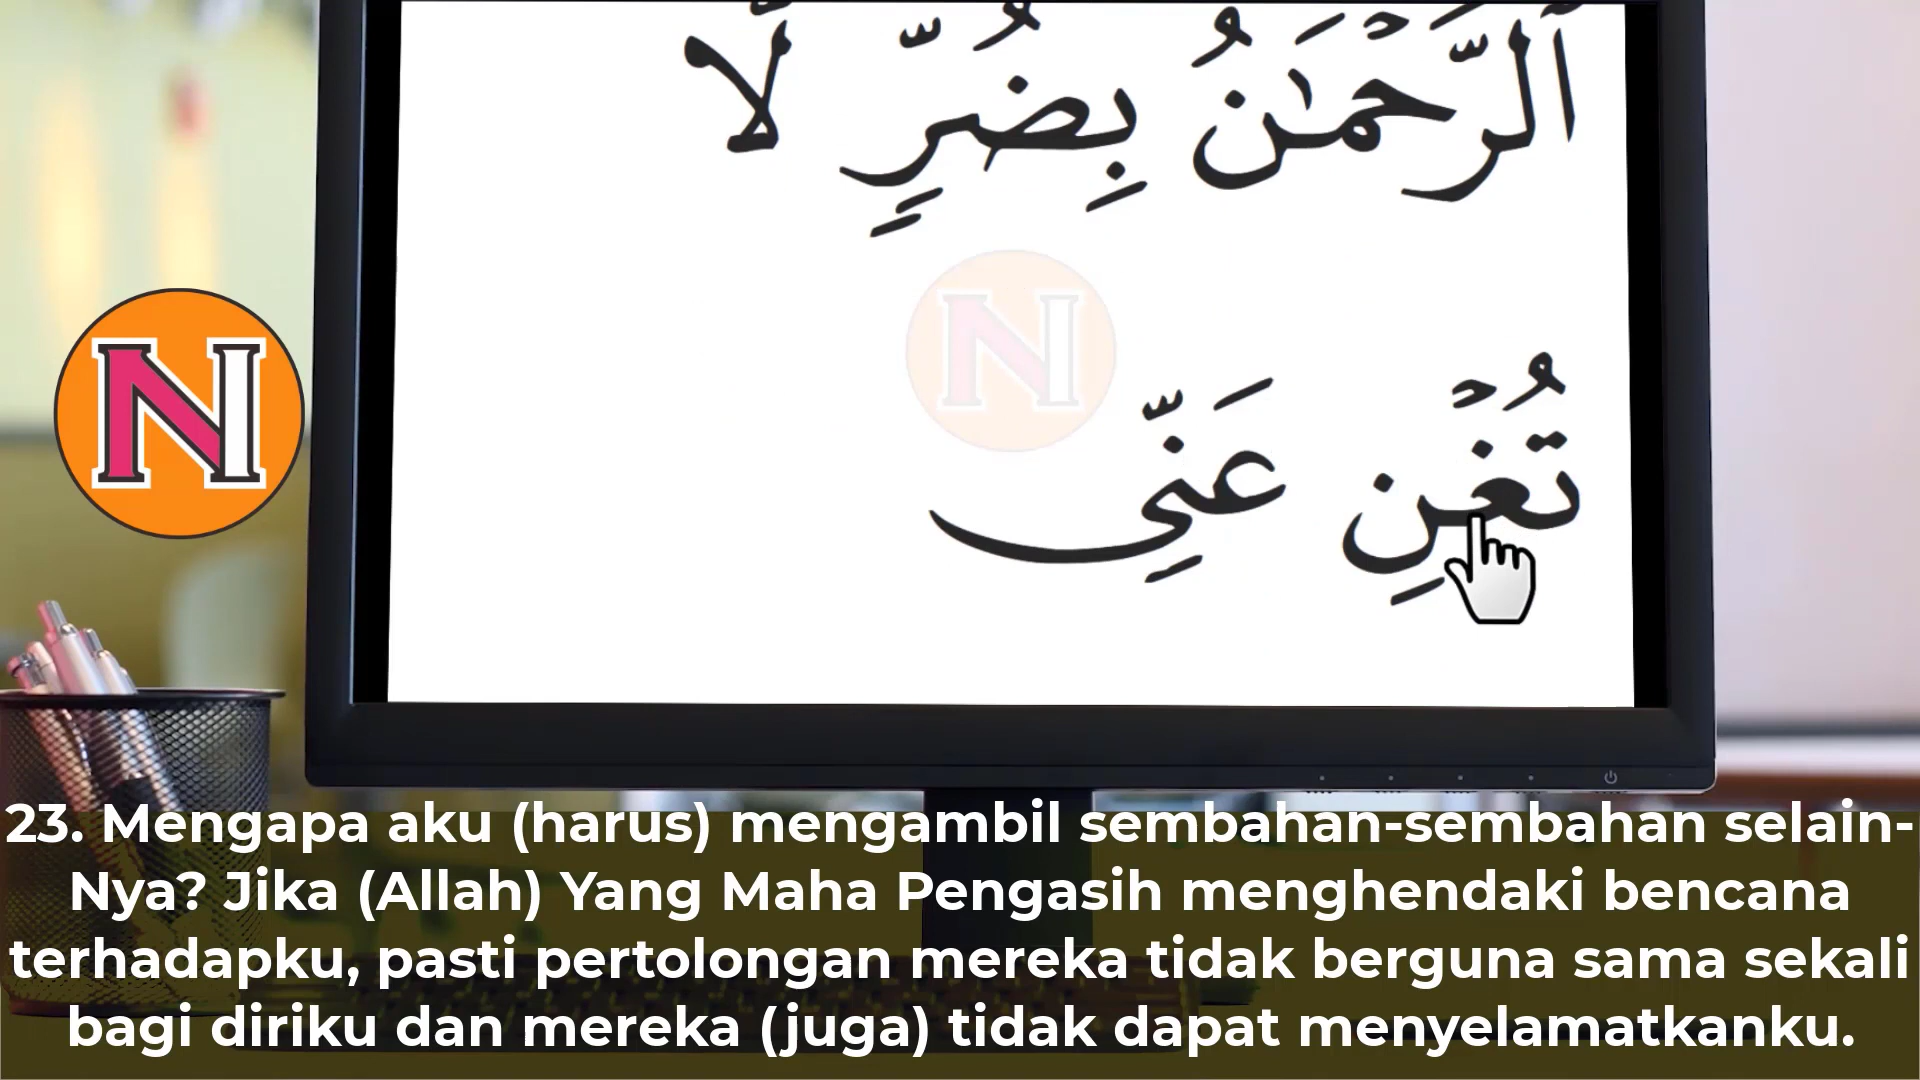 ٱلرَّحْمَٰنُ بِضُرٍّ لَّا
تُغْنِ عَنِّي
N
N
23. Mengapa aku (harus) mengambil sembahan-sembahan selain-
Nya? Jika (Allah) Yang Maha Pengasih menghendaki bencana
terhadapku, pasti pertolongan mereka tidak berguna sama sekali
bagi diriku dan mereka (juga) tidak dapat menyelamatkanku.